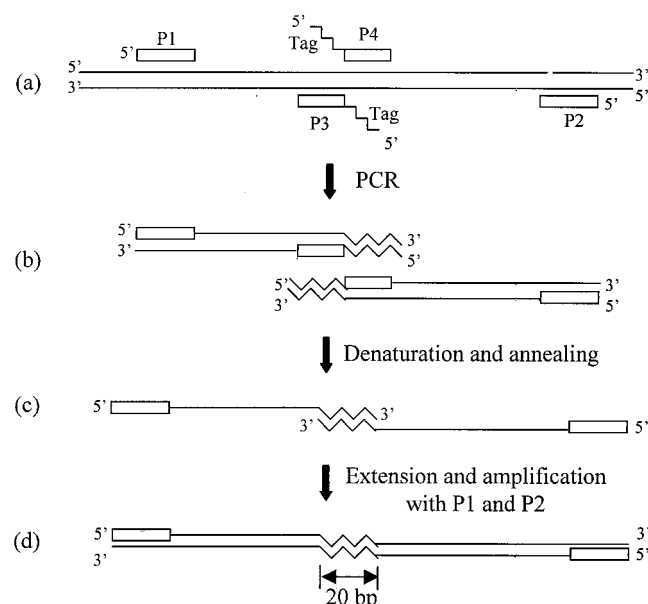 5' P1
5' Tag P4
5' 3'
(a)
3' 5'
P3 Tag 5' P2 5'
PCR
5' 3'
3' 5'
(b)
5' 3'
3' 5'
Denaturation and annealing
(c) 5' 3'
3' 5'
Extension and amplification
with P1 and P2
(d) 5' 3'
3' 5'
20 bp